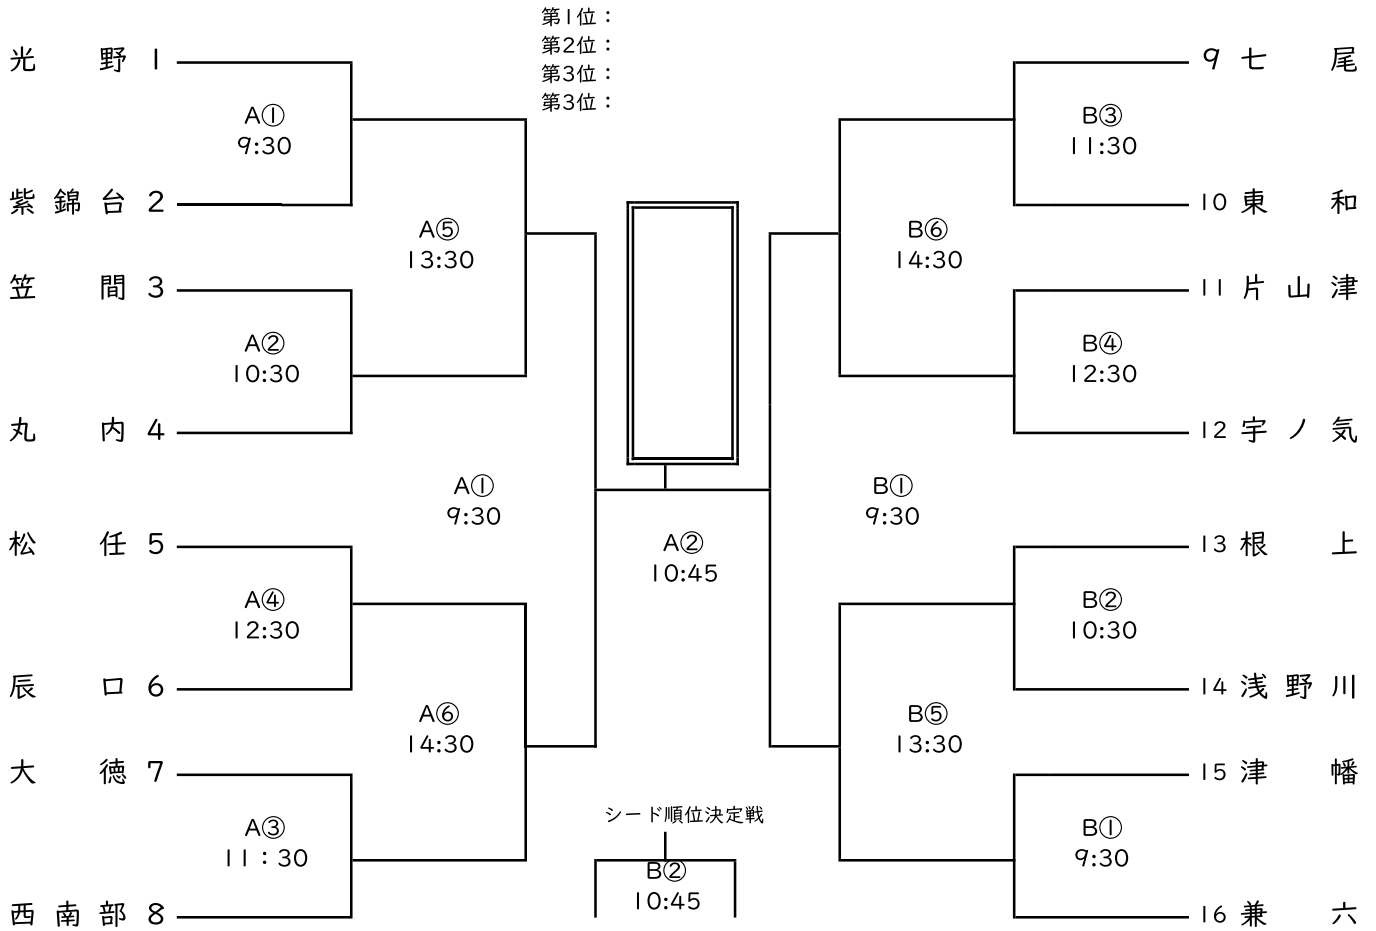 第1位：
第2位：
第3位：
第3位：
光野 1
A①
9:30
紫錦台 2
A⑤
13:30
笠間 3
A②
10:30
丸内 4
A①
9:30
松任 5
A④
12:30
辰口 6
A⑥
14:30
大徳 7
A③
11：30
西南部 8
A②
10:45
シード順位決定戦
B②
10:45
9 七尾
B③
11:30
10 東和
B⑥
14:30
11 片山津
B④
12:30
12 宇ノ気
B①
9:30
13 根上
B②
10:30
14 浅野川
B⑤
13:30
15 津幡
B①
9:30
16 兼六